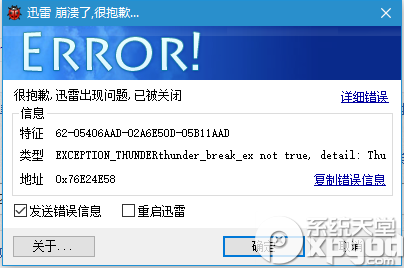 迅雷 崩溃了,很抱歉...
ERROR!
很抱歉,迅雷出现问题,已被关闭
详细错误
信息
特征 62-05406AAD-02A6E50D-05B11AAD
类型 EXCEPTION_THUNDERthunder_break_ex not true, detail: Thu
地址 0x76E24E58
复制错误信息
发送错误信息
重启迅雷
系统天堂
关于...
确定
取消